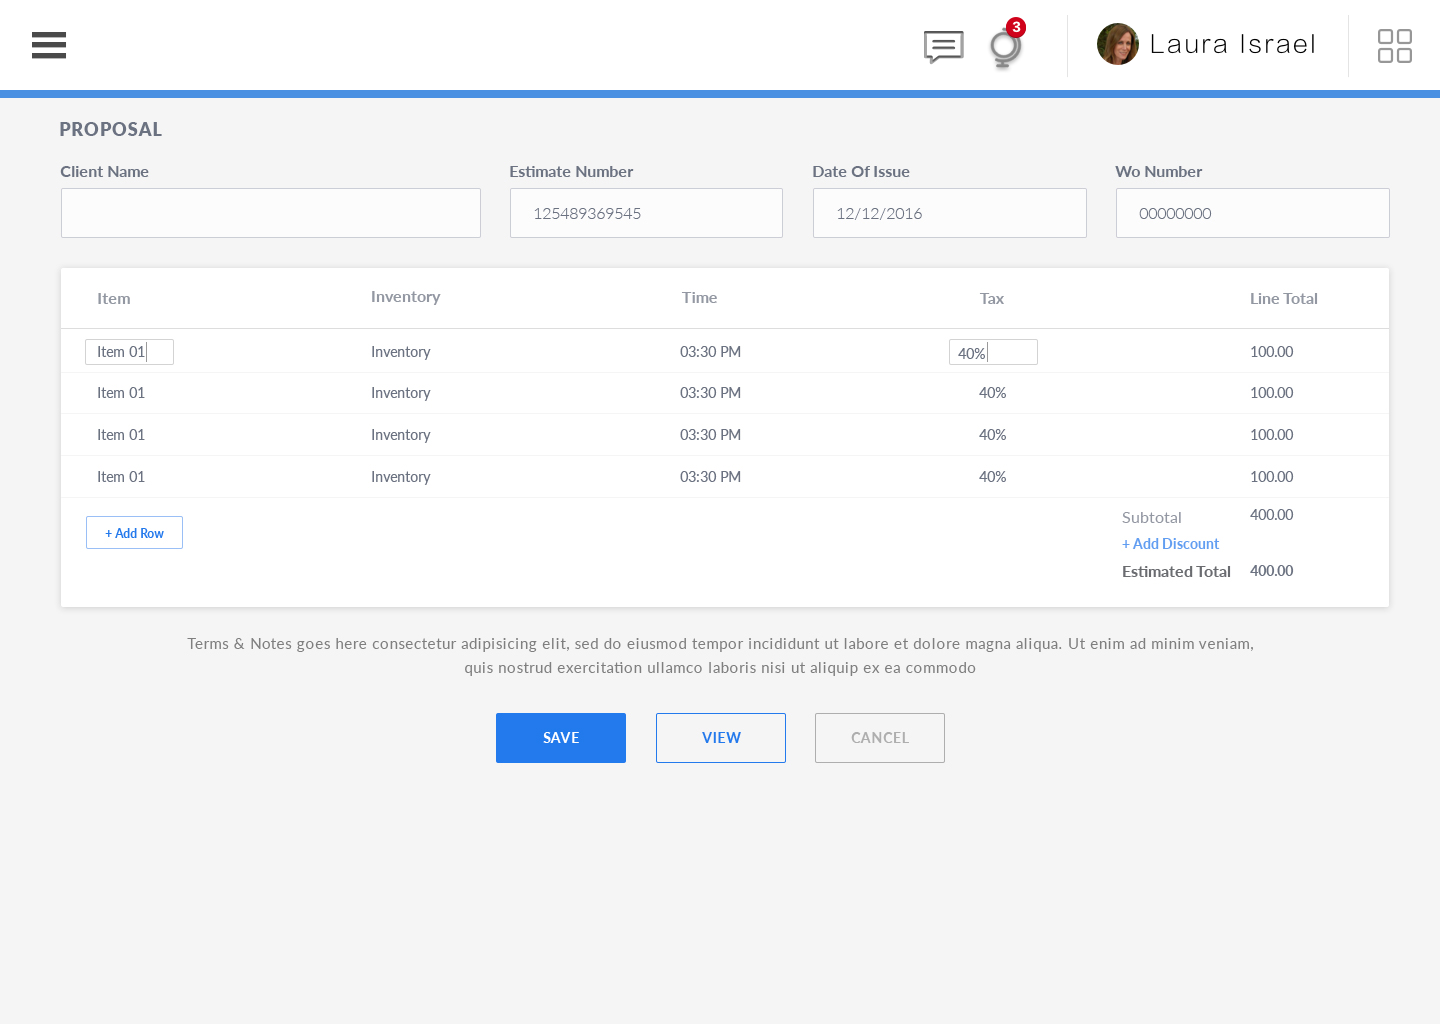 3
Laura Israel
PROPOSAL
Client Name Estimate Number Date Of Issue Wo Number
125489369545 12/12/2016 00000000
Item Inventory Time Tax Line Total
Item 01 Inventory 03:30 PM 40% 100.00
Item 01 Inventory 03:30 PM 40% 100.00
Item 01 Inventory 03:30 PM 40% 100.00
Item 01 Inventory 03:30 PM 40% 100.00
+ Add Row
Subtotal 400.00
+ Add Discount
Estimated Total 400.00
Terms & Notes goes here consectetur adipisicing elit, sed do eiusmod tempor incididunt ut labore et dolore magna aliqua. Ut enim ad minim veniam,
quis nostrud exercitation ullamco laboris nisi ut aliquip ex ea commodo
SAVE VIEW CANCEL